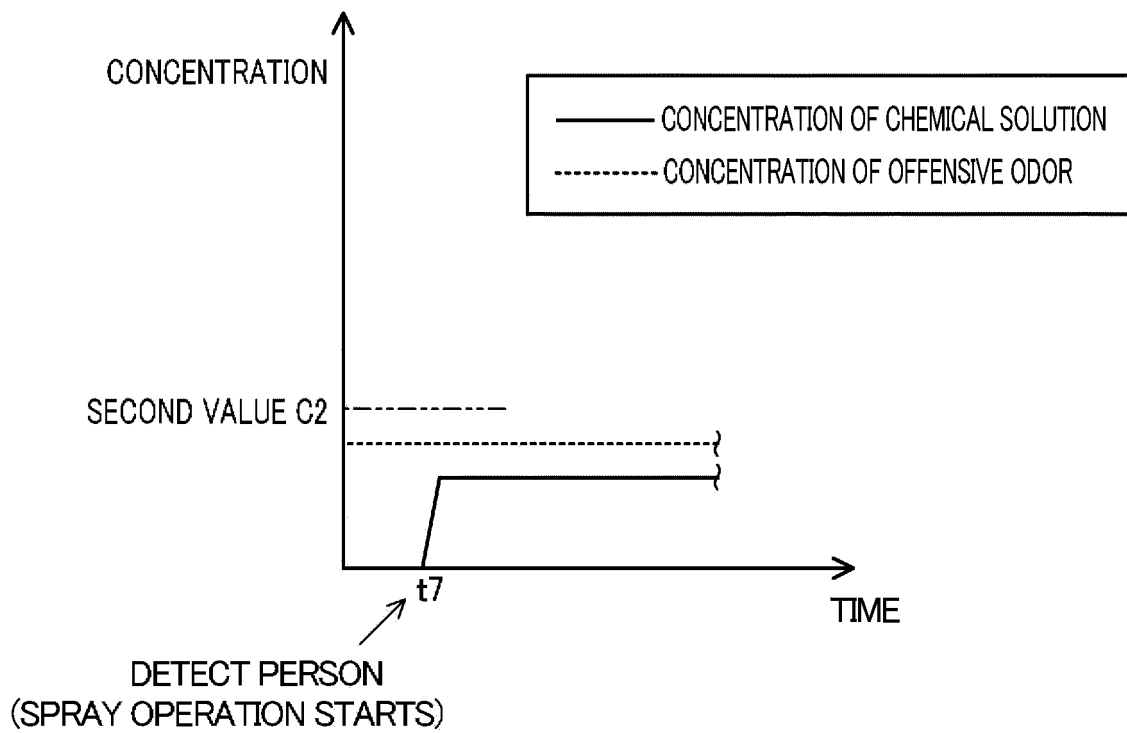 CONCENTRATION
CONCENTRATION OF CHEMICAL SOLUTION
CONCENTRATION OF OFFENSIVE ODOR
SECOND VALUE C2
t7
TIME
DETECT PERSON
(SPRAY OPERATION STARTS)